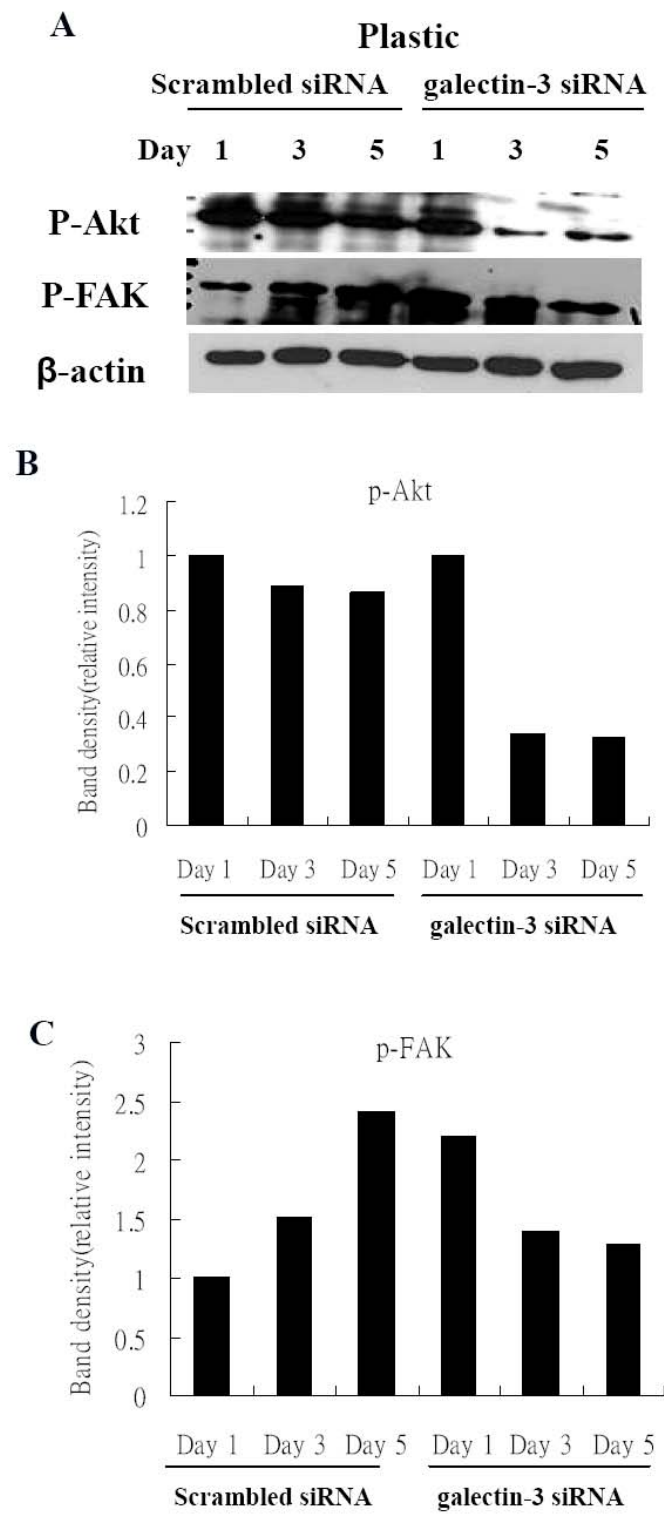 A
Plastic
Scrambled siRNA galectin-3 siRNA
Day 1 3 5 1 3 5
P-Akt
P-FAK
β-actin
B
p-Akt
Band density(relative intensity)
1.2
1
0.8
0.6
0.4
0.2
0
Day 1 Day 3 Day 5 Day 1 Day 3 Day 5
Scrambled siRNA galectin-3 siRNA
C
p-FAK
Band density(relative intensity)
3
2.5
2
1.5
1
0.5
0
Day 1 Day 3 Day 5 Day 1 Day 3 Day 5
Scrambled siRNA galectin-3 siRNA